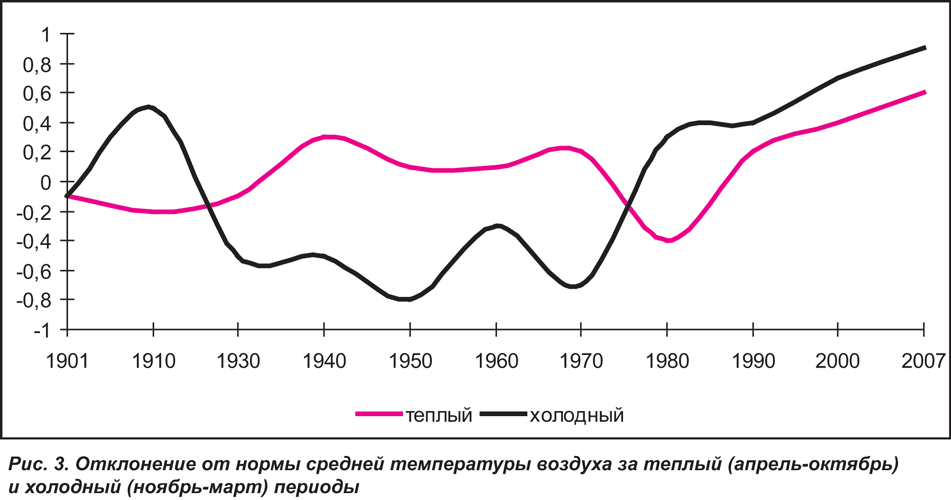 1
0,8
0,6
0,4
0,2
0
-0,2
-0,4
-0,6
-0,8
-1
1901 1910 1930 1940 1950 1960 1970 1980 1990 2000 2007
теплый холодный
Рис. 3. Отклонение от нормы средней температуры воздуха за теплый (апрель-октябрь)
и холодный (ноябрь-март) периоды